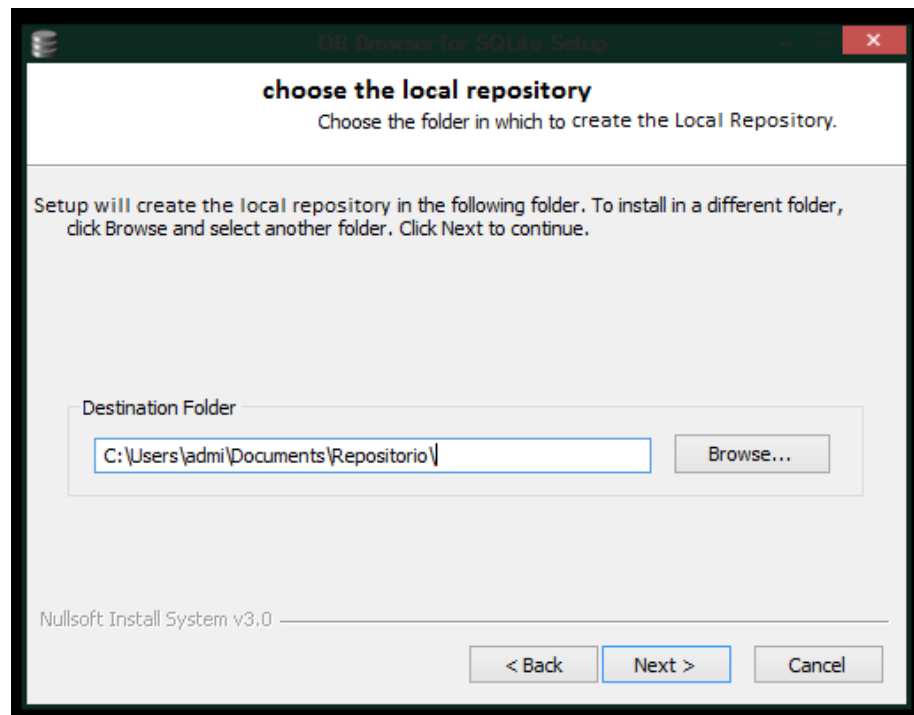 DB Browser for SQLite Setup
choose the local repository
Choose the folder in which to create the Local Repository.
Setup will create the local repository in the following folder. To install in a different folder,
click Browse and select another folder. Click Next to continue.
Destination Folder
C:\Users\admi\Documents\Repositorio\
Browse...
Nullsoft Install System v3.0
< Back
Next >
Cancel